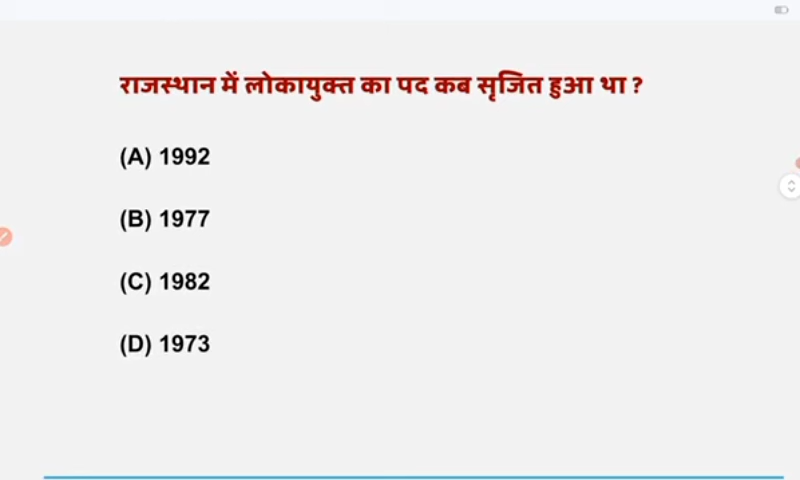 राजस्थान में लोकायुक्त का पद कब सृजित हुआ था ?
(A) 1992
(B) 1977
(C) 1982
(D) 1973